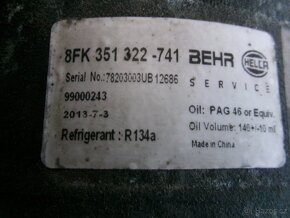 8FK 351 322 -741 BEHR HELLA
Serial No.:78203003UB12686 SERVICE
99000243
2013-7-3 Oil: PAG 46 or Equiv.
Refrigerant : R134a Oil Volume: 140+/-10 ml
Made in China